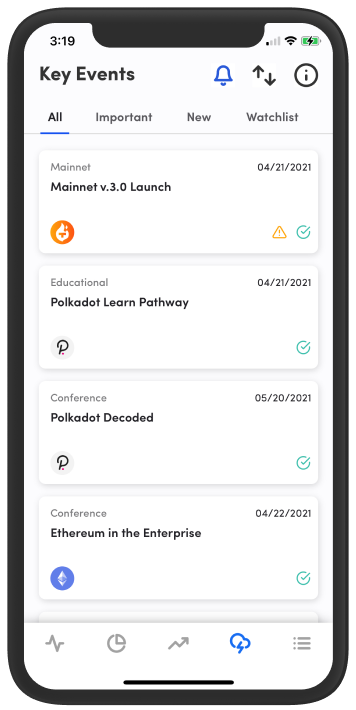 3:19
Key Events
All Important New Watchlist
Mainnet 04/21/2021
Mainnet v.3.0 Launch
Educational 04/21/2021
Polkadot Learn Pathway
Conference 05/20/2021
Polkadot Decoded
Conference 04/22/2021
Ethereum in the Enterprise